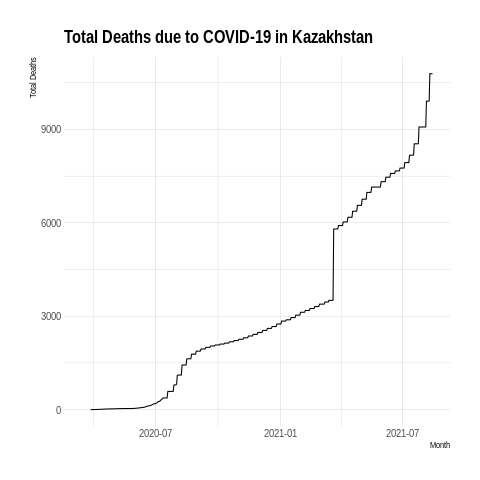 Total Deaths due to COVID-19 in Kazakhstan
Total Deaths
9000
6000
3000
0
2020-07
2021-01
2021-07
Month